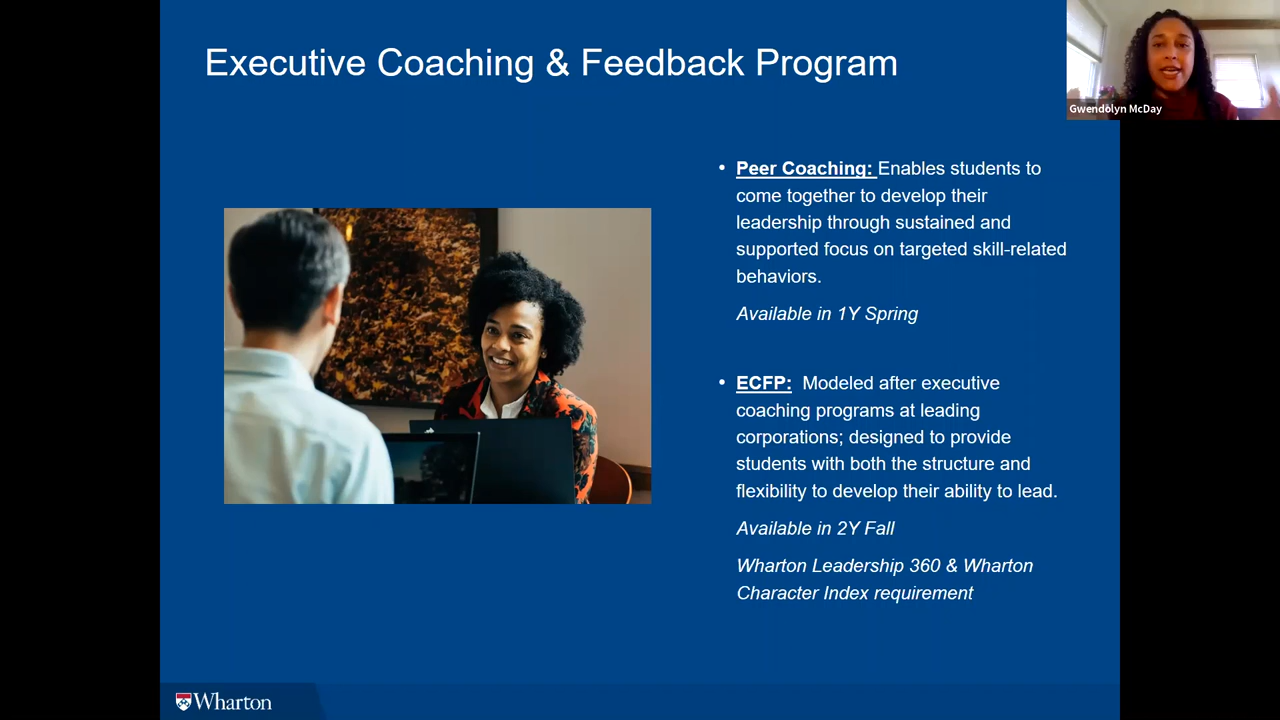 Executive Coaching & Feedback Program
Gwendolyn McDay
• Peer Coaching: Enables students to
come together to develop their
leadership through sustained and
supported focus on targeted skill-related
behaviors.
Available in 1Y Spring
• ECFP: Modeled after executive
coaching programs at leading
corporations; designed to provide
students with both the structure and
flexibility to develop their ability to lead.
Available in 2Y Fall
Wharton Leadership 360 & Wharton
Character Index requirement
Wharton